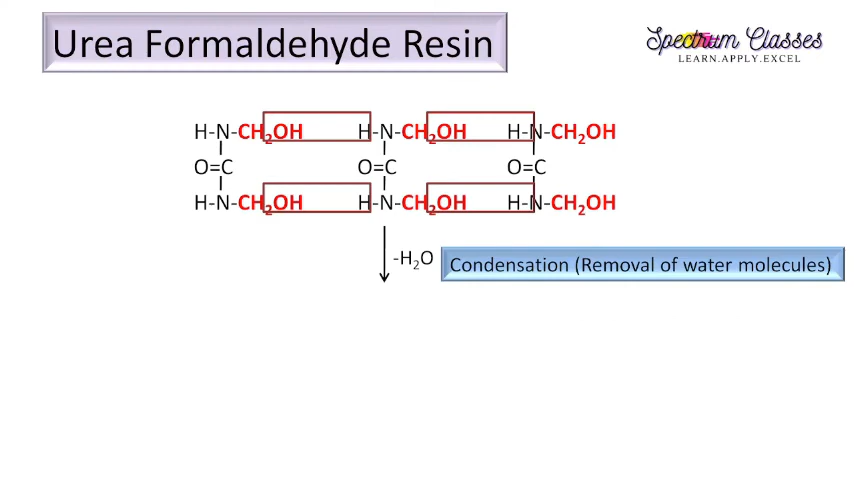 Urea Formaldehyde Resin
Spectrum Classes
LEARN.APPLY.EXCEL
H-N-CH₂OH H-N-CH₂OH H-N-CH₂OH
O=C O=C O=C
H-N-CH₂OH H-N-CH₂OH H-N-CH₂OH
-H₂O
Condensation (Removal of water molecules)